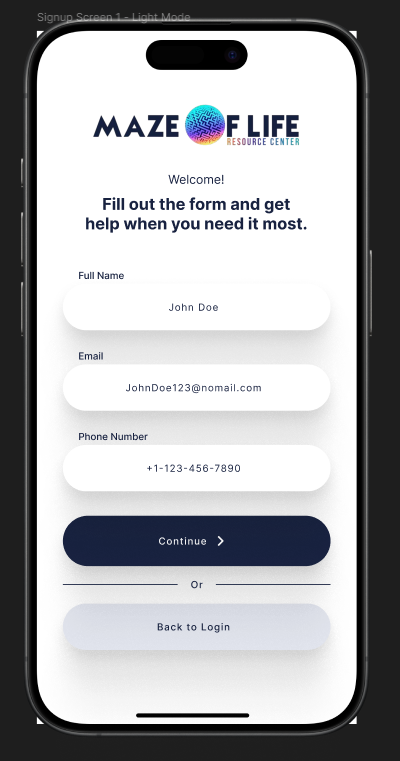 Signup Screen 1 - Light Mode
MAZE OF LIFE
RESOURCE CENTER
Welcome!
Fill out the form and get
help when you need it most.
Full Name
John Doe
Email
JohnDoe123@nomail.com
Phone Number
+1-123-456-7890
Continue
Or
Back to Login